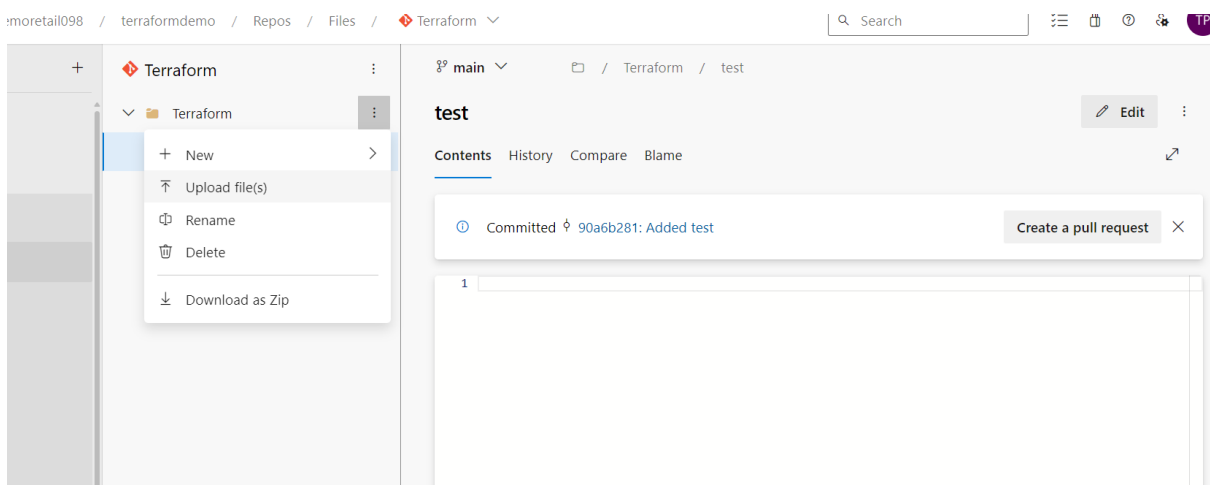 emoretail098 / terraformdemo / Repos / Files / Terraform
Search
TP
+ Terraform
main / Terraform / test
Terraform
test
Edit
New
Contents History Compare Blame
Upload file(s)
Rename
Committed 90a6b281: Added test
Create a pull request
Delete
1
Download as Zip